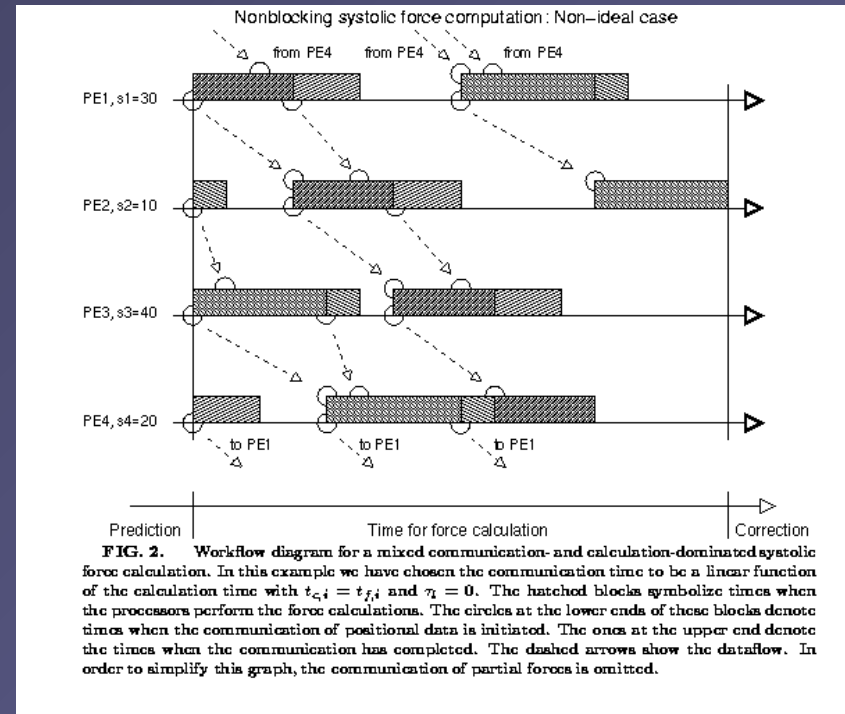 Nonblocking systolic force computation: Non-ideal case
from PE4 from PE4 from PE4
PE1, s1=30
PE2, s2=10
PE3, s3=40
PE4, s4=20
to PE1 to PE1 to PE1
Prediction Time for force calculation Correction
FIG. 2. Workflow diagram for a mixed communication- and calculation-dominated systolic
force calculation. In this example we have chosen the communication time to be a linear function
of the calculation time with t_{c,i} = t_{f,i} and τ_l = 0. The hatched blocks symbolize times when
the processors perform the force calculations. The circles at the lower ends of these blocks denote
times when the communication of positional data is initiated. The ones at the upper end denote
the times when the communication has completed. The dashed arrows show the dataflow. In
order to simplify this graph, the communication of partial forces is omitted.